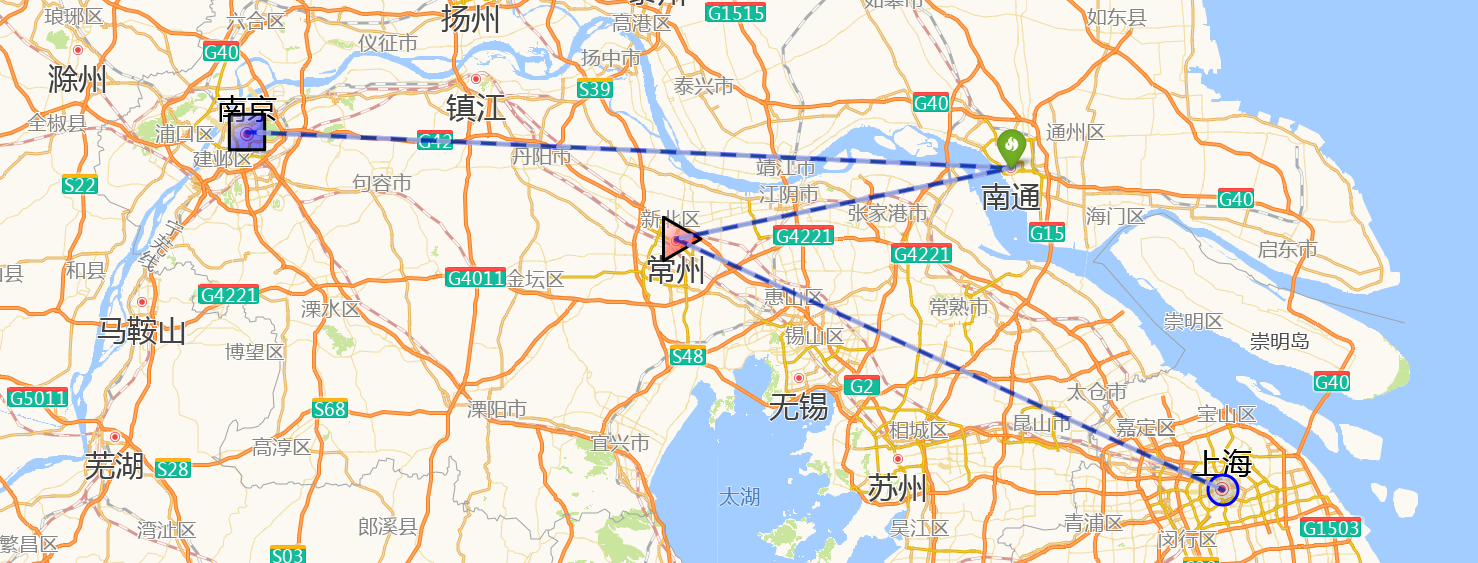 琅琊区
六合区
扬州
高港区
G1515
如东县
G40
仪征市
扬中市
滁州
S39
泰兴市
镇江
G40
南京
全椒县
浦口区
G42
通州区
建邺区
丹阳市
靖江市
S22
句容市
江阴市
南通
新北区
张家港市
海门区
G40
宁芜线
G4221
G15
G4221
启东市
和县
常州
G4011
金坛区
G4221
溧水区
惠山区
常熟市
崇明区
马鞍山
锡山区
崇明岛
博望区
S48
G40
G2
G5011
太仓市
无锡
S68
溧阳市
宝山区
昆山市
嘉定区
相城区
高淳区
宜兴市
芜湖
S28
上海
苏州
太湖
湾沚区
郎溪县
吴江区
青浦区
G1503
繁昌区
闵行区
S03